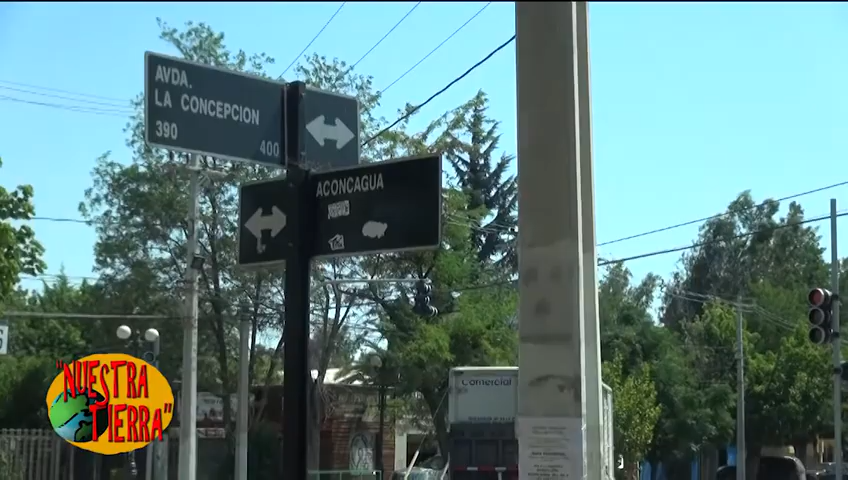 AVDA.
LA CONCEPCION
390
400
ACONCAGUA
Comercial
"NUESTRA
TIERRA"